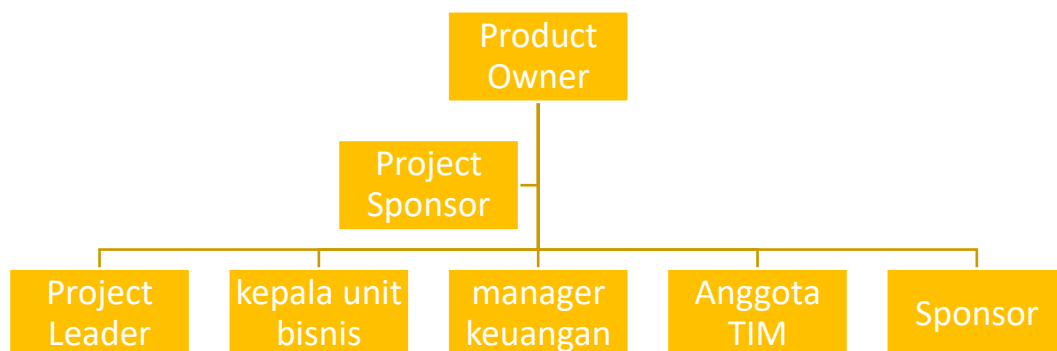 Product
Owner
Project
Sponsor
Project
Leader
kepala unit
bisnis
manager
keuangan
Anggota
TIM
Sponsor